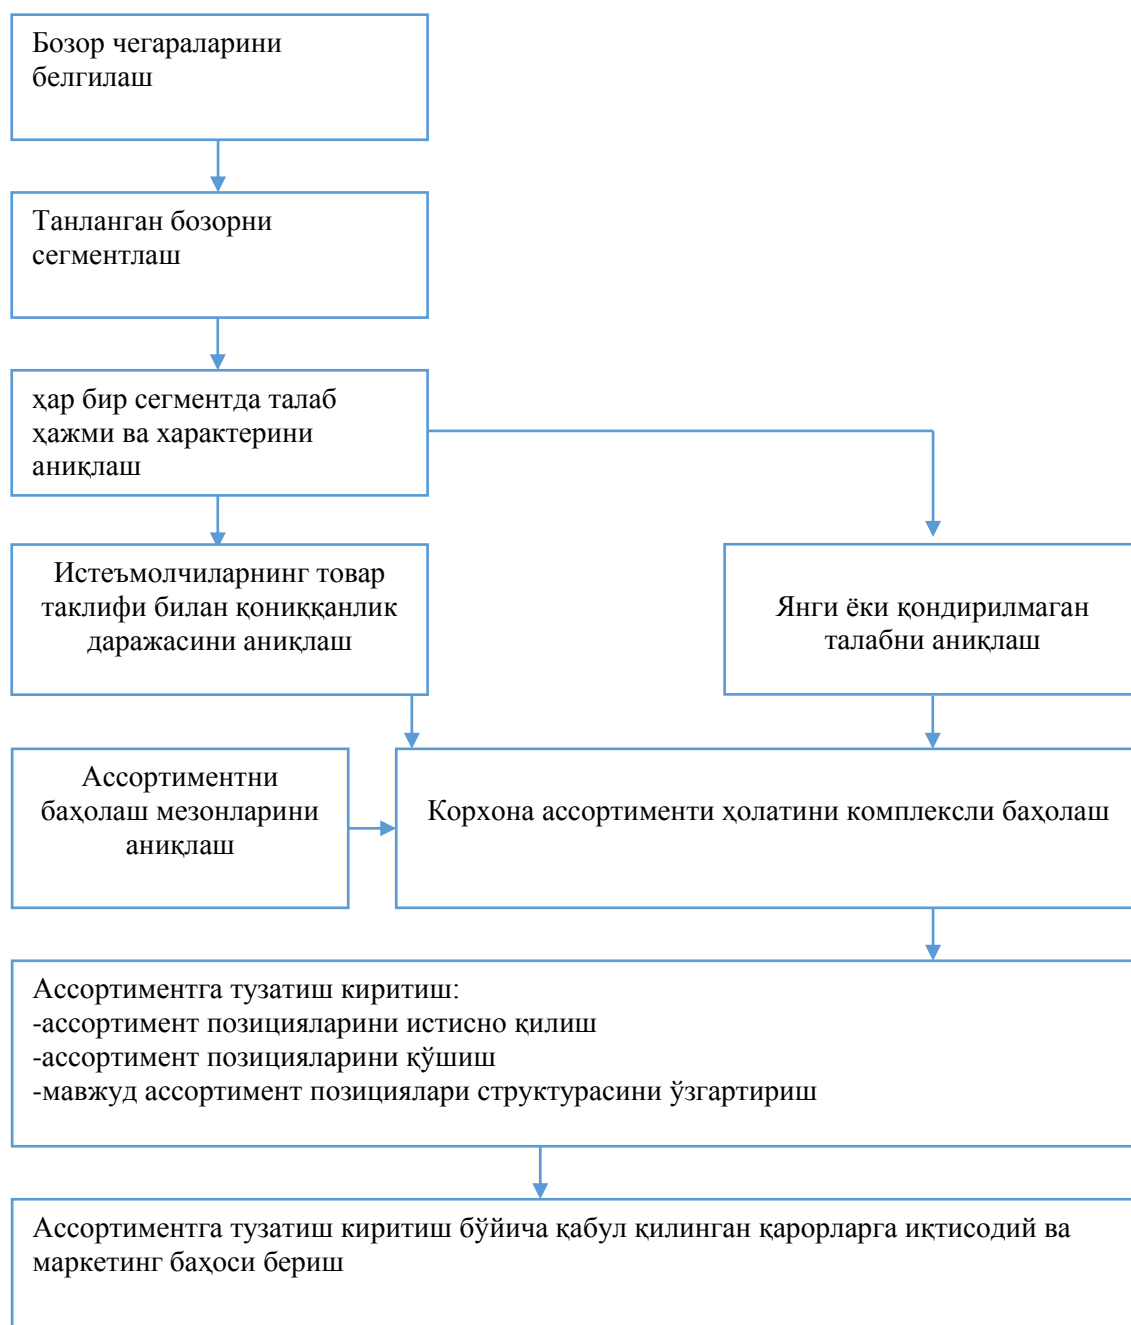 Бозор чегараларини
белгилаш
Танланган бозорни
сегментлаш
ҳар бир сегментда талаб
ҳажми ва характерини
аниқлаш
Истеъмолчиларнинг товар
таклифи билан қониққанлик
даражасини аниқлаш
Янги ёки қондирилмаган
талабни аниқлаш
Ассортиментни
баҳолаш мезонларини
аниқлаш
Корхона ассортименти ҳолатини комплексли баҳолаш
Ассортиментга тузатиш киритиш:
-ассортимент позицияларини истисно қилиш
-ассортимент позицияларини қўшиш
-мавжуд ассортимент позициялари структурасини ўзгартириш
Ассортиментга тузатиш киритиш бўйича қабул қилинган қарорларга иқтисодий ва
маркетинг баҳоси бериш